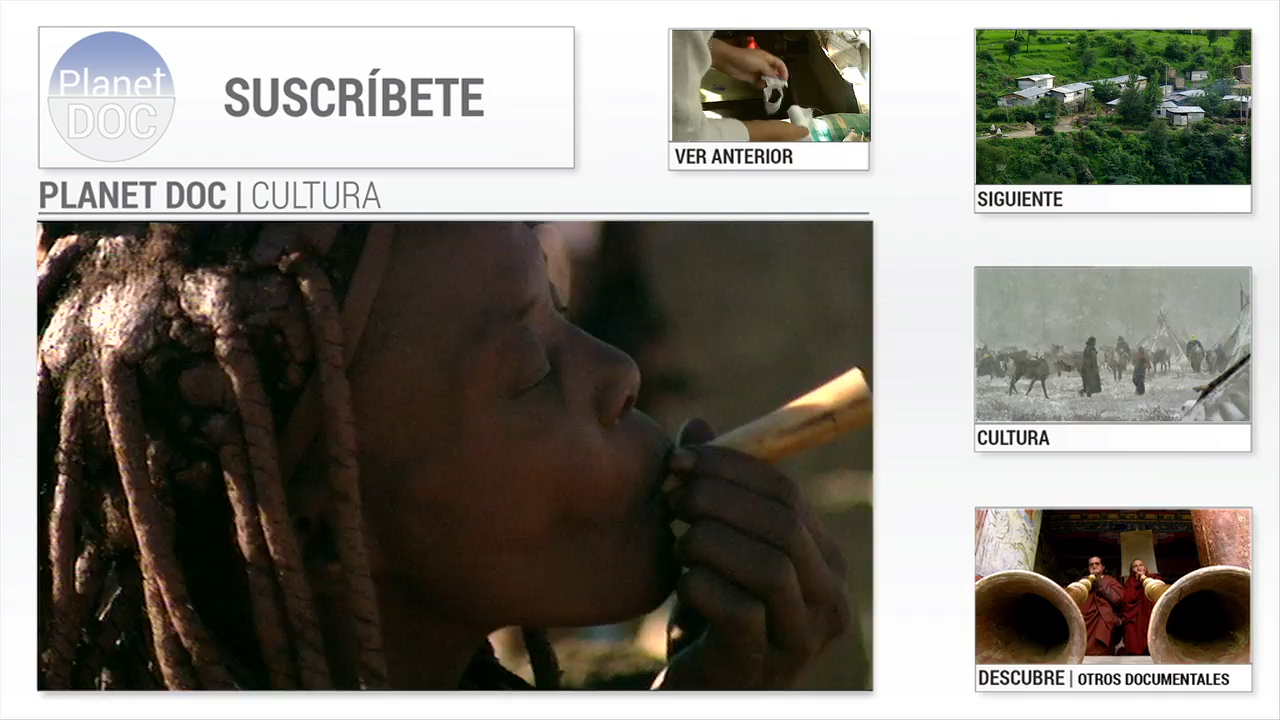 Planet
DOC
SUSCRÍBETE
VER ANTERIOR
PLANET DOC | CULTURA
SIGUIENTE
CULTURA
DESCUBRE | OTROS DOCUMENTALES